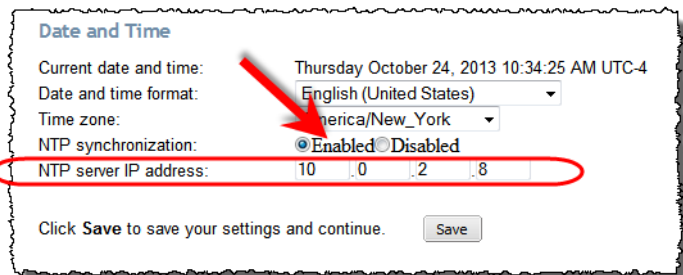 Date and Time
Current date and time: Thursday October 24, 2013 10:34:25 AM UTC-4
Date and time format: English (United States)
Time zone: America/New_York
NTP synchronization: Enabled Disabled
NTP server IP address: 10 .0 .2 .8
Click Save to save your settings and continue. Save